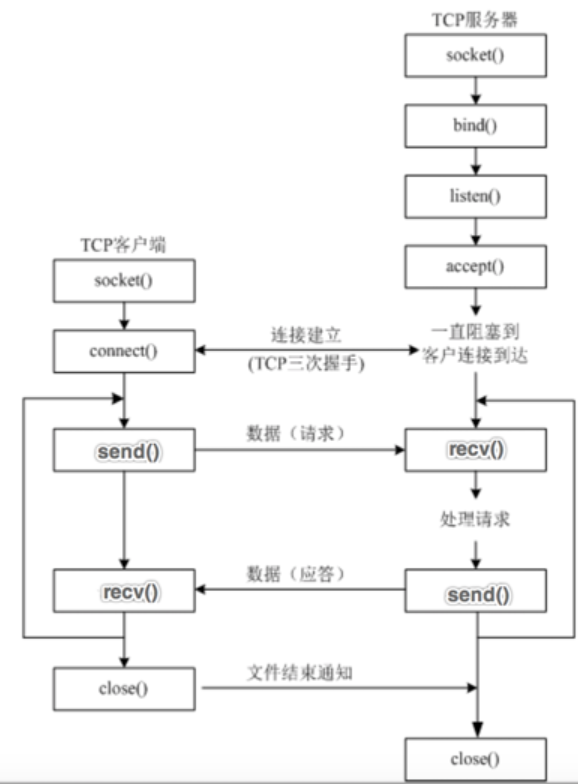 TCP服务器
socket()
bind()
listen()
accept()
一直阻塞到
客户连接到达
TCP客户端
socket()
connect()
连接建立
(TCP三次握手)
send()
数据（请求）
recv()
处理请求
recv()
数据（应答）
send()
close()
文件结束通知
close()